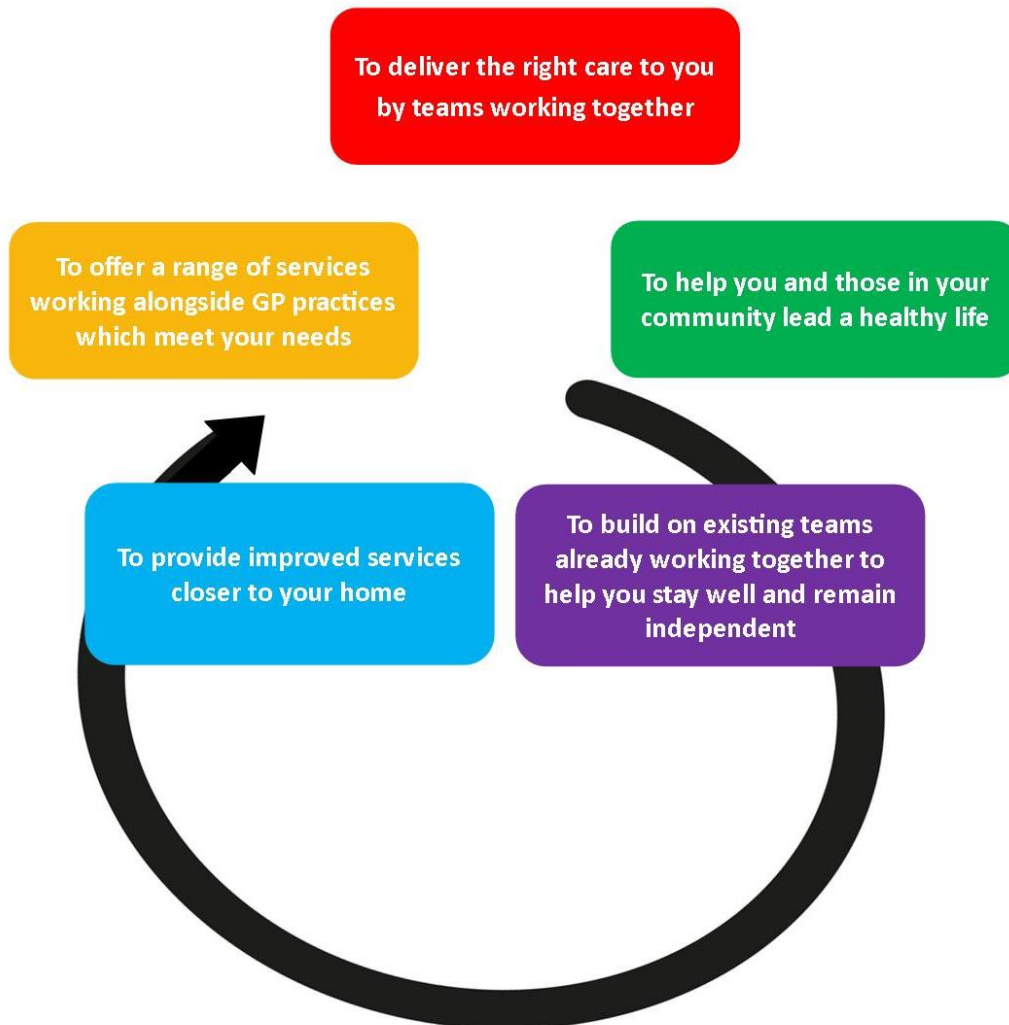 To deliver the right care to you
by teams working together
To offer a range of services
working alongside GP practices
which meet your needs
To help you and those in your
community lead a healthy life
To provide improved services
closer to your home
To build on existing teams
already working together to
help you stay well and remain
independent